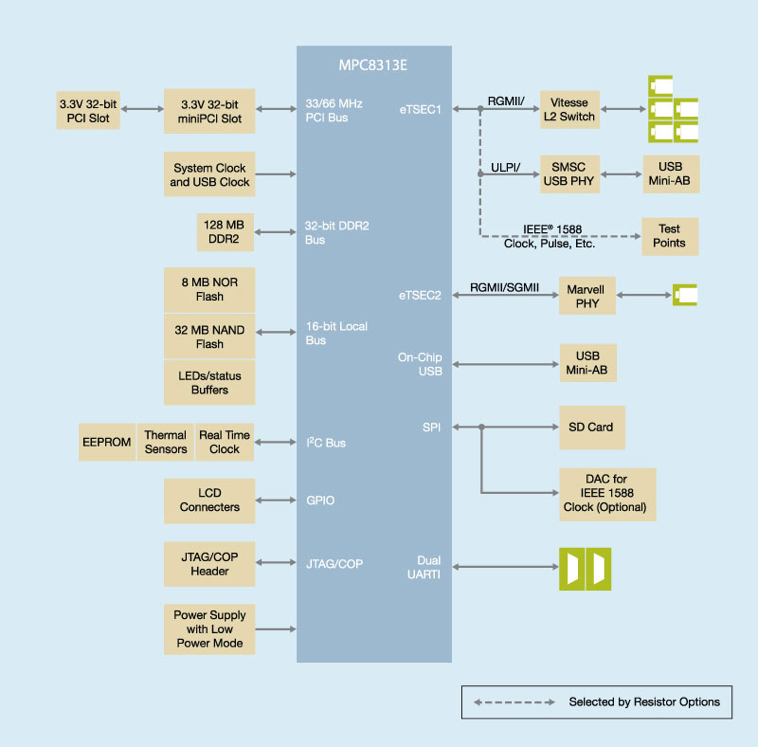 MPC8313E
3.3V 32-bit
PCI Slot
3.3V 32-bit
miniPCI Slot
33/66 MHz
PCI Bus
System Clock
and USB Clock
128 MB
DDR2
32-bit DDR2
Bus
8 MB NOR
Flash
32 MB NAND
Flash
LEDs/status
Buffers
16-bit Local
Bus
EEPROM
Thermal
Sensors
Real Time
Clock
I²C Bus
LCD
Connecters
GPIO
JTAG/COP
Header
JTAG/COP
Power Supply
with Low
Power Mode
eTSEC1
RGMII/
Vitesse
L2 Switch
ULPI/
SMSC
USB PHY
USB
Mini-AB
IEEE® 1588
Clock, Pulse, Etc.
Test
Points
eTSEC2
RGMII/SGMII
Marvell
PHY
On-Chip
USB
USB
Mini-AB
SPI
SD Card
DAC for
IEEE 1588
Clock (Optional)
Dual
UARTI
Selected by Resistor Options